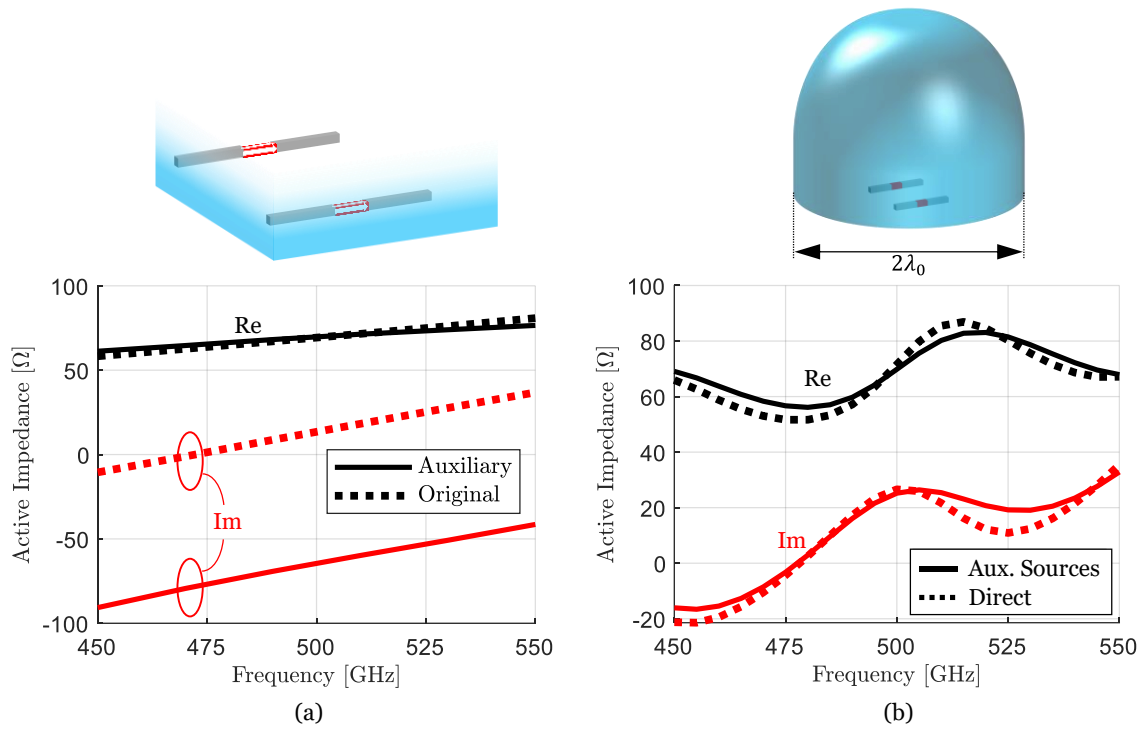 2λ₀
100
50
0
-50
-100
450
475
500
525
550
Active Impedance [Ω]
Frequency [GHz]
Re
Im
Auxiliary
Original
(a)
100
80
60
40
20
0
-20
450
475
500
525
550
Active Impedance [Ω]
Frequency [GHz]
Re
Im
Aux. Sources
Direct
(b)